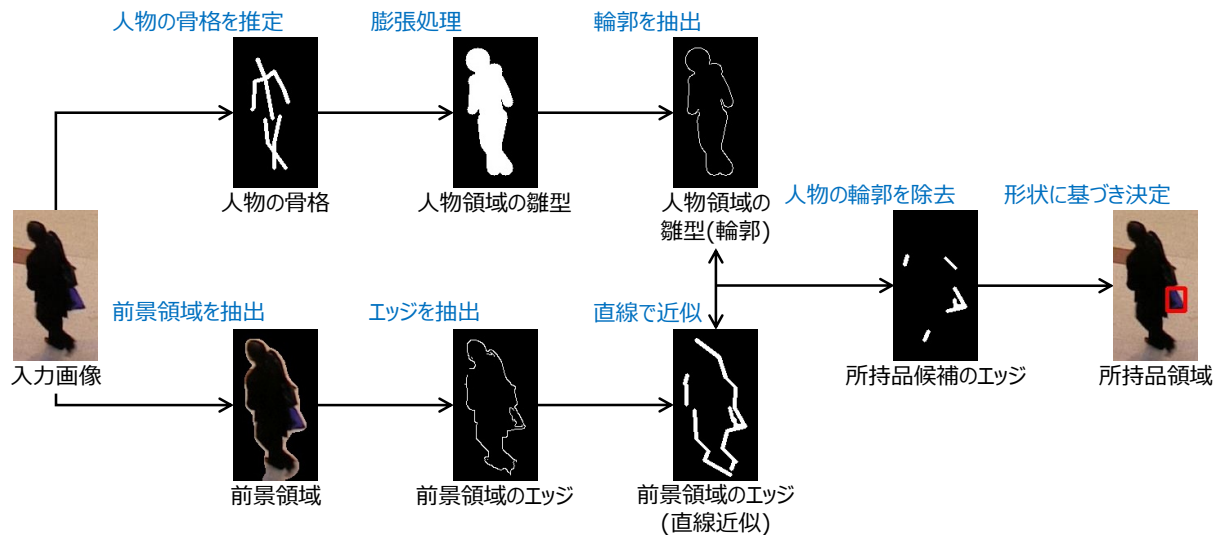 人物の骨格を推定
膨張処理
輪郭を抽出
人物の骨格
人物領域の雛型
人物領域の
雛型(輪郭)
人物の輪郭を除去
形状に基づき決定
入力画像
前景領域を抽出
エッジを抽出
直線で近似
所持品候補のエッジ
所持品領域
前景領域
前景領域のエッジ
前景領域のエッジ
(直線近似)